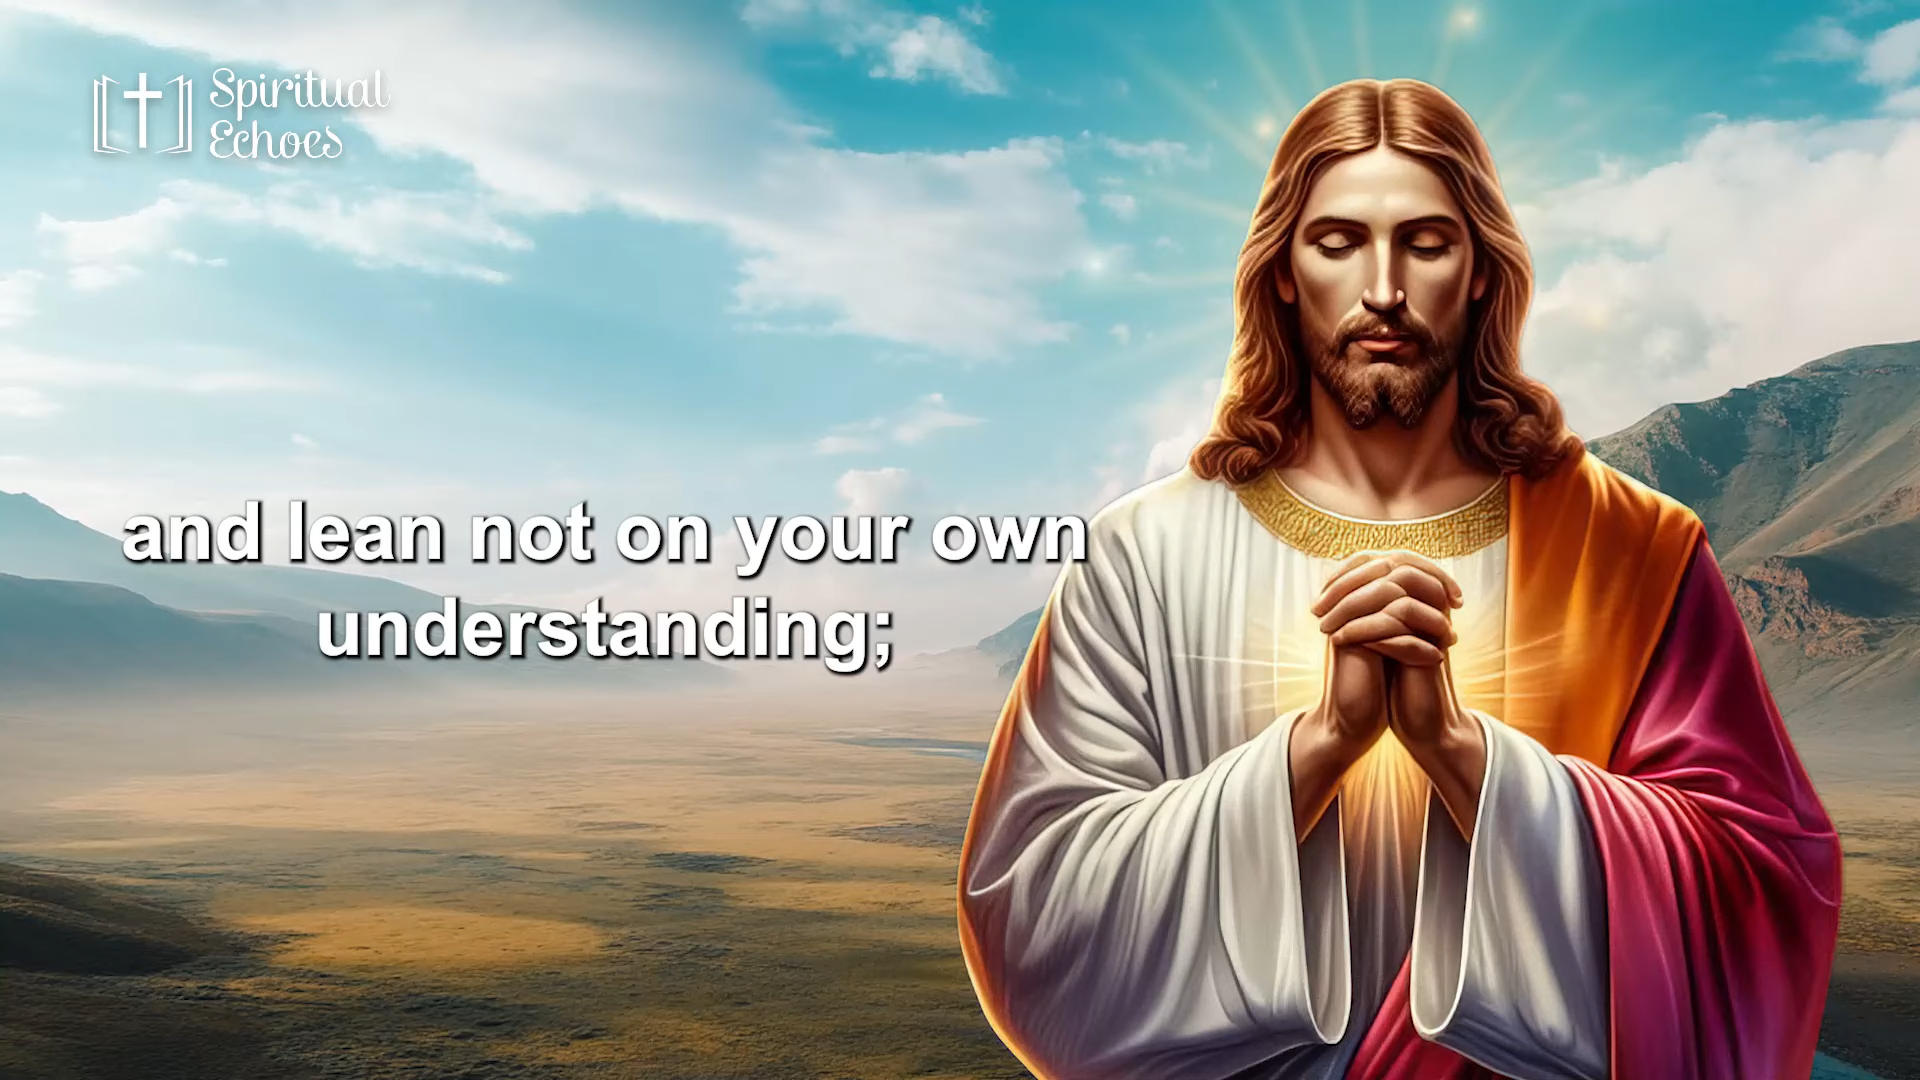 Spiritual
Echoes
and lean not on your own
understanding;